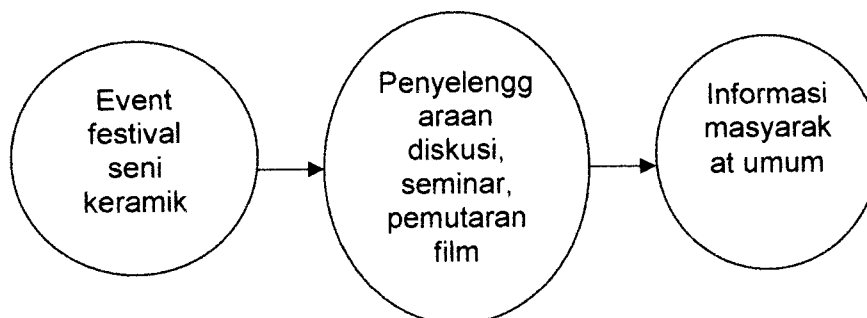 Event
festival
seni
keramik
Penyelengg
araan
diskusi,
seminar,
pemutaran
film
Informasi
masyarak
at umum